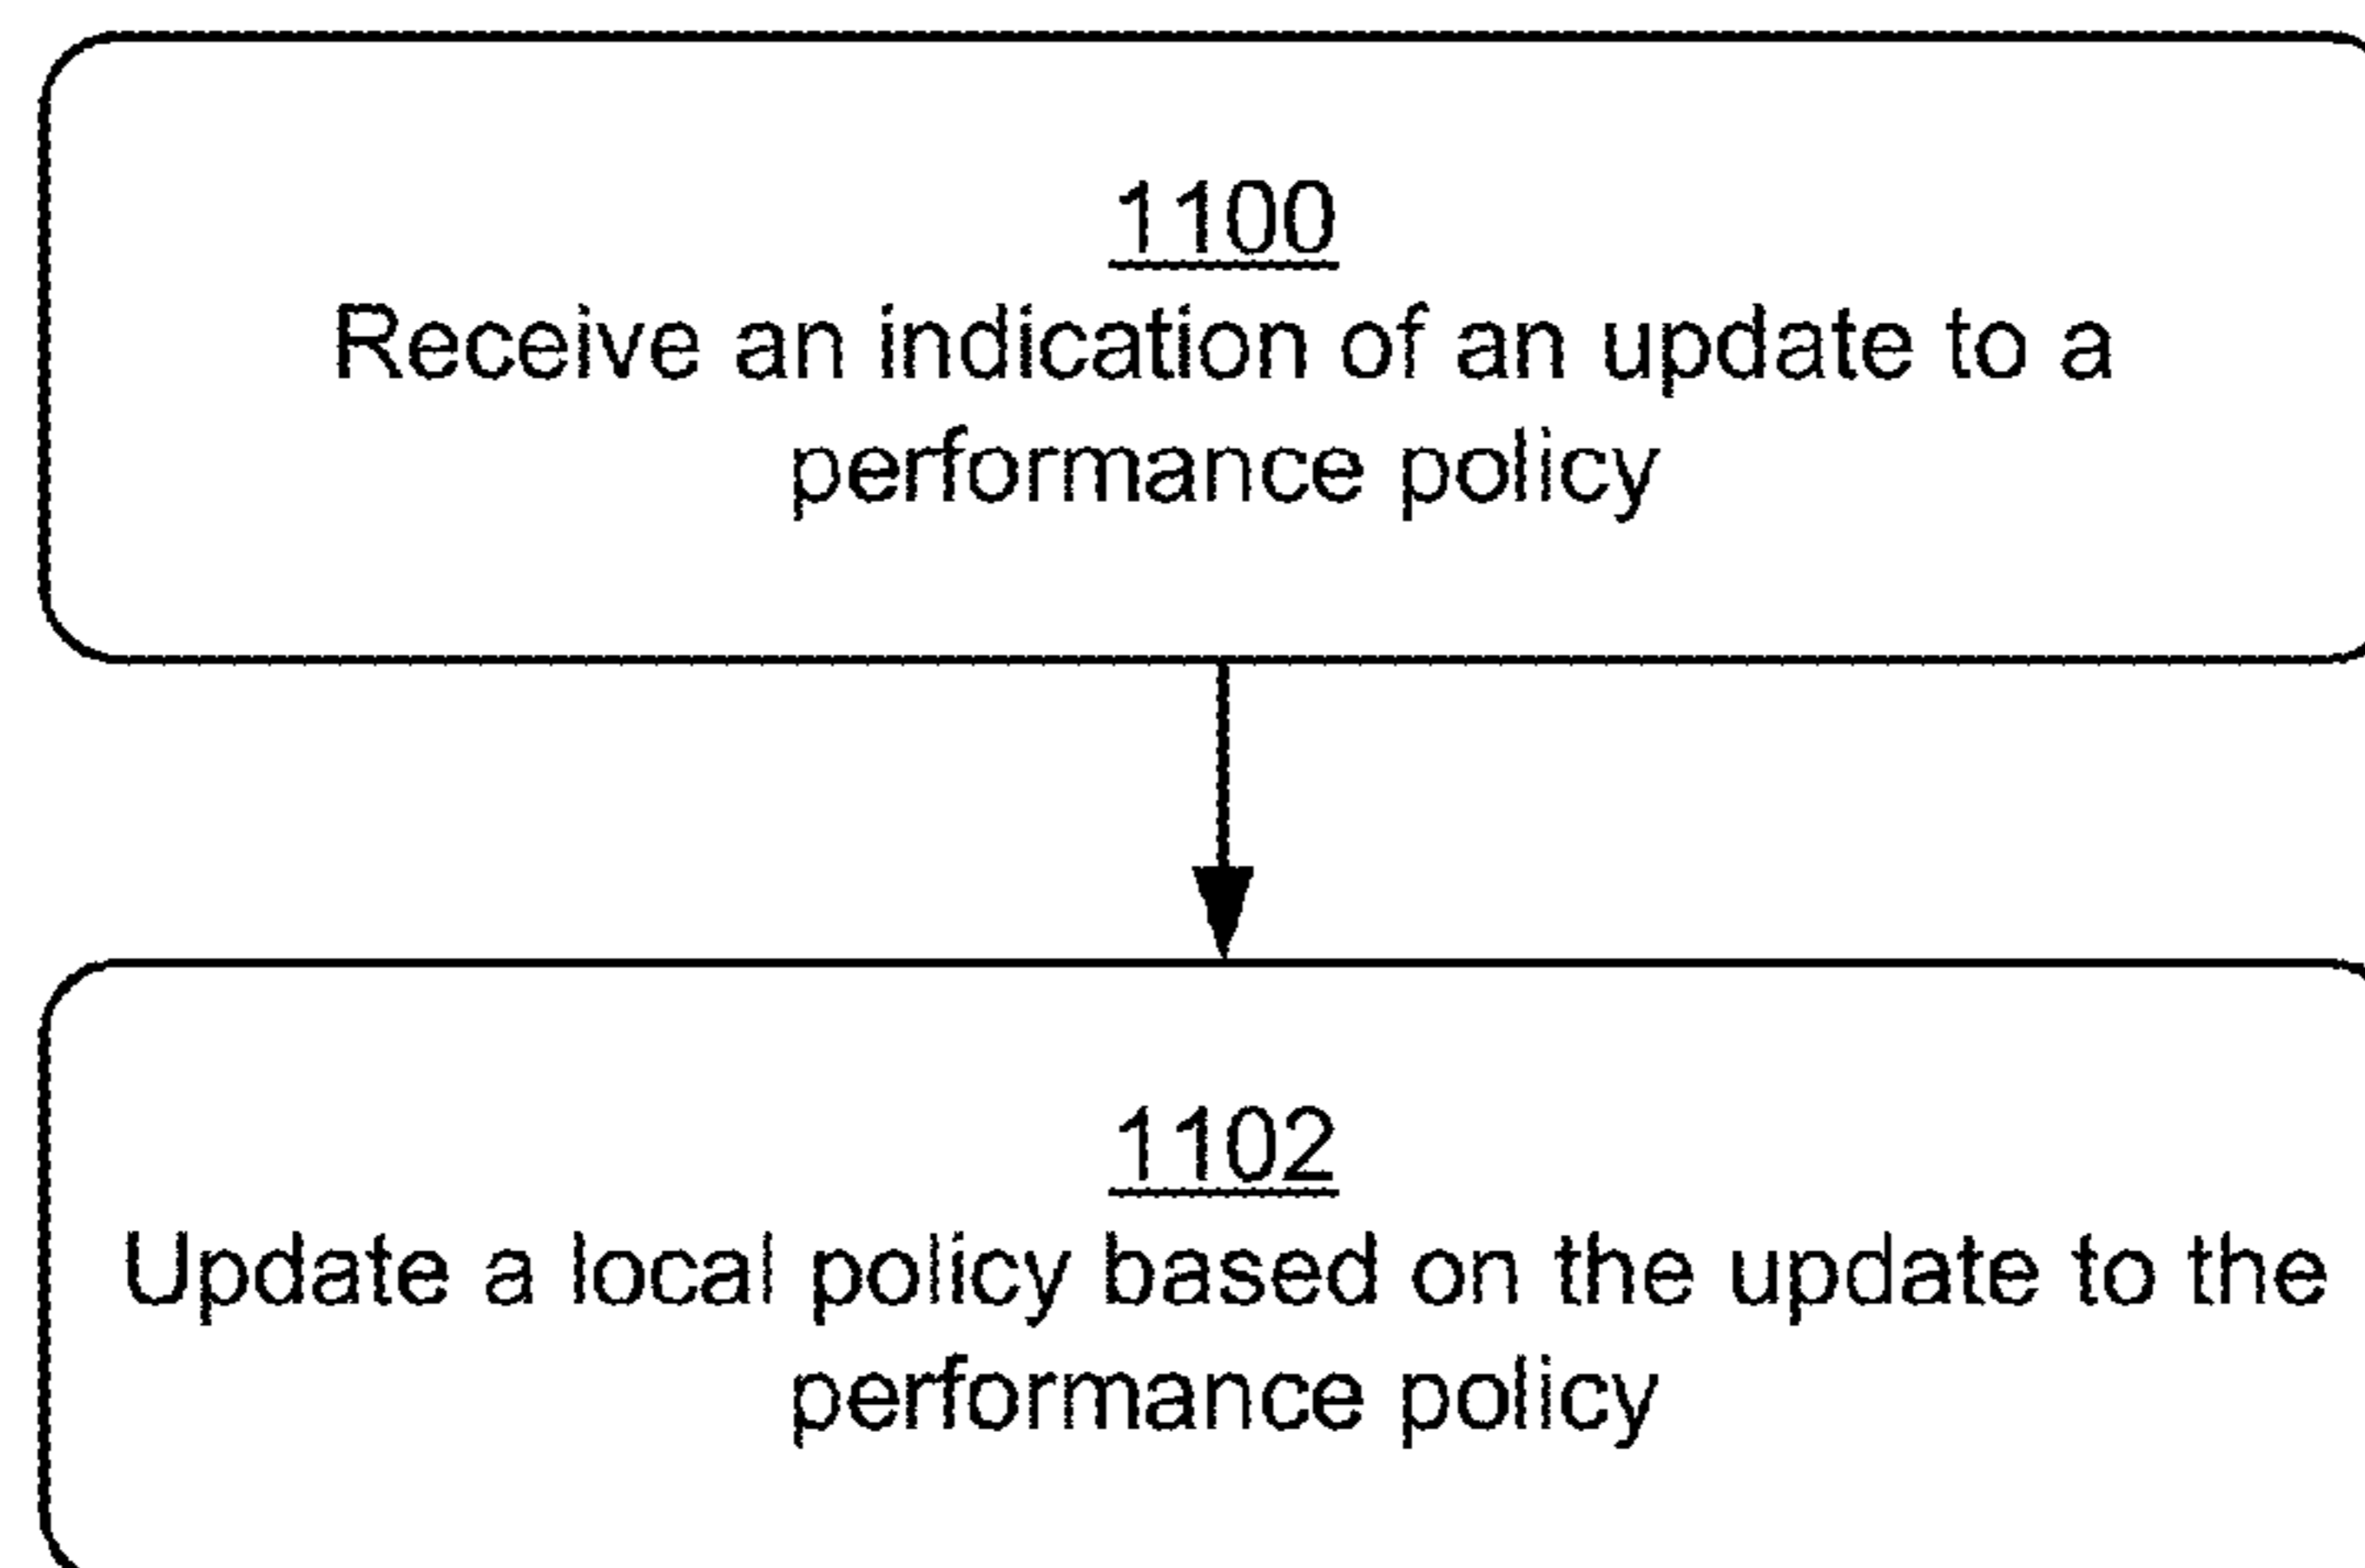 1100
Receive an indication of an update to a
performance policy
1102
Update a local policy based on the update to the
performance policy